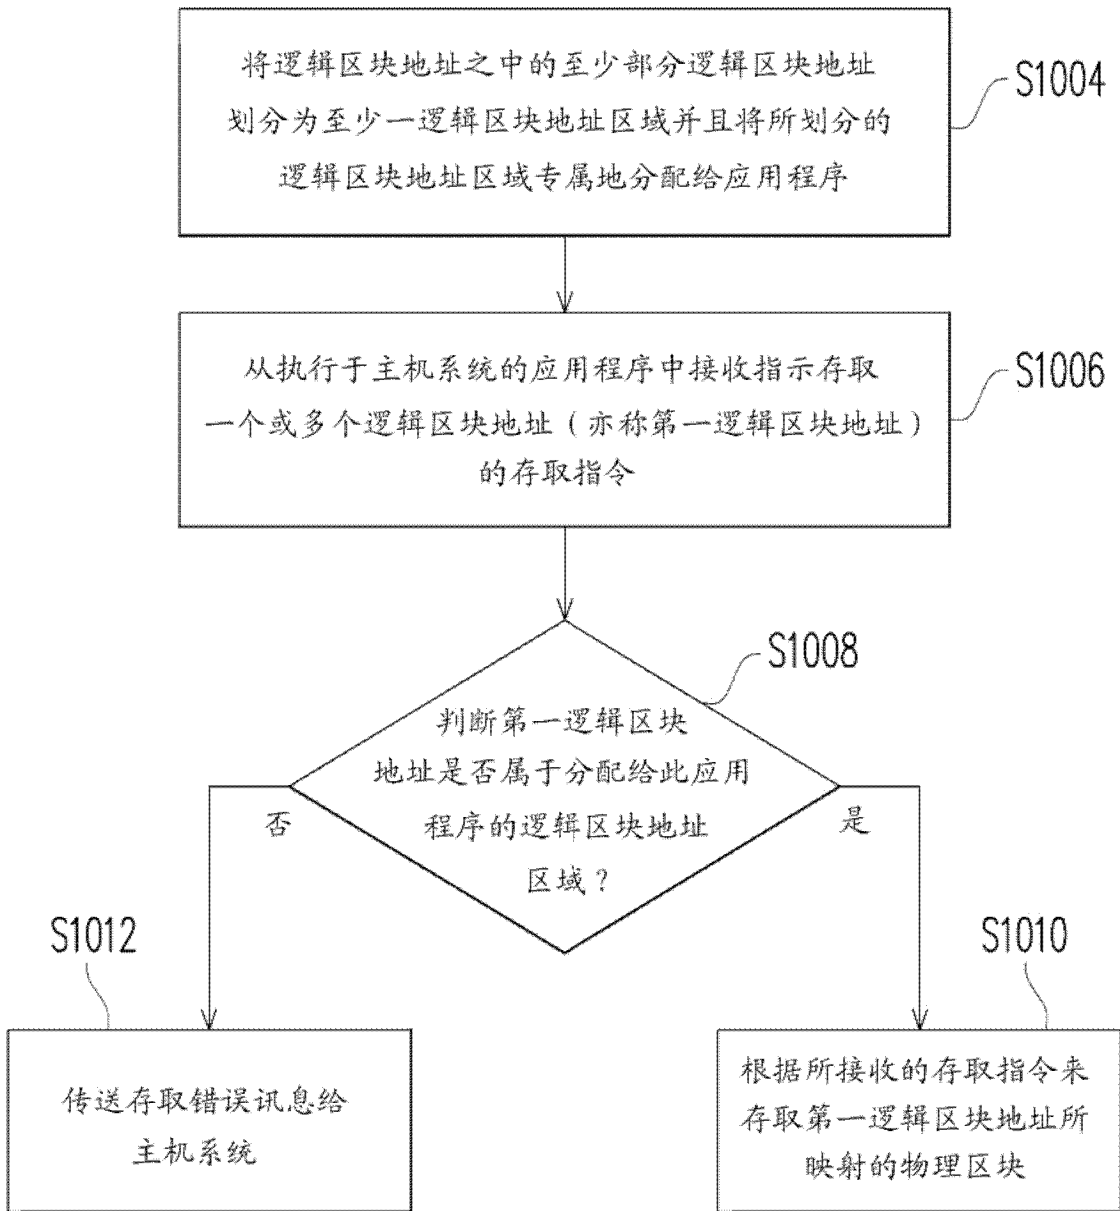 将逻辑区块地址之中的至少部分逻辑区块地址
划分为至少一逻辑区块地址区域并且将所划分的
逻辑区块地址区域专属地分配给应用程序
S1004
从执行于主机系统的应用程序中接收指示存取
一个或多个逻辑区块地址（亦称第一逻辑区块地址）
的存取指令
S1006
S1008
判断第一逻辑区块
地址是否属于分配给此应用
程序的逻辑区块地址
区域？
否
是
S1012
S1010
传送存取错误讯息给
主机系统
根据所接收的存取指令来
存取第一逻辑区块地址所
映射的物理区块